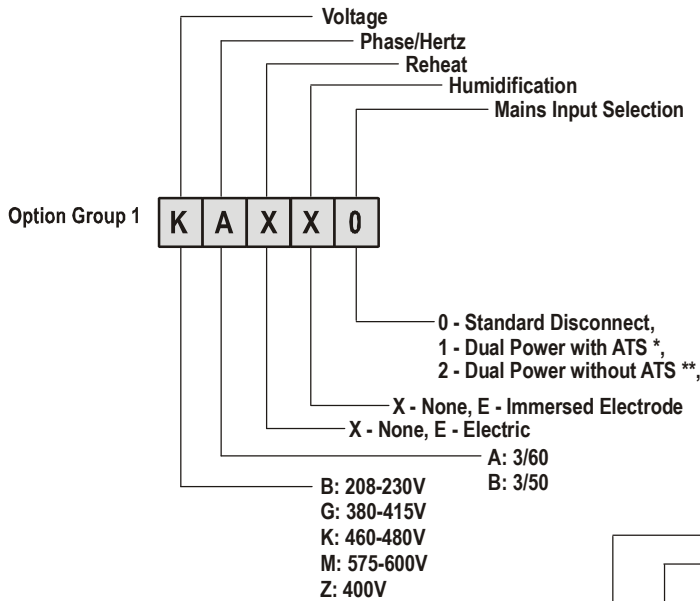 Voltage
Phase/Hertz
Reheat
Humidification
Mains Input Selection
Option Group 1
K A X X 0
0 - Standard Disconnect,
1 - Dual Power with ATS *,
2 - Dual Power without ATS **,
X - None, E - Immersed Electrode
X - None, E - Electric
A: 3/60
B: 3/50
B: 208-230V
G: 380-415V
K: 460-480V
M: 575-600V
Z: 400V